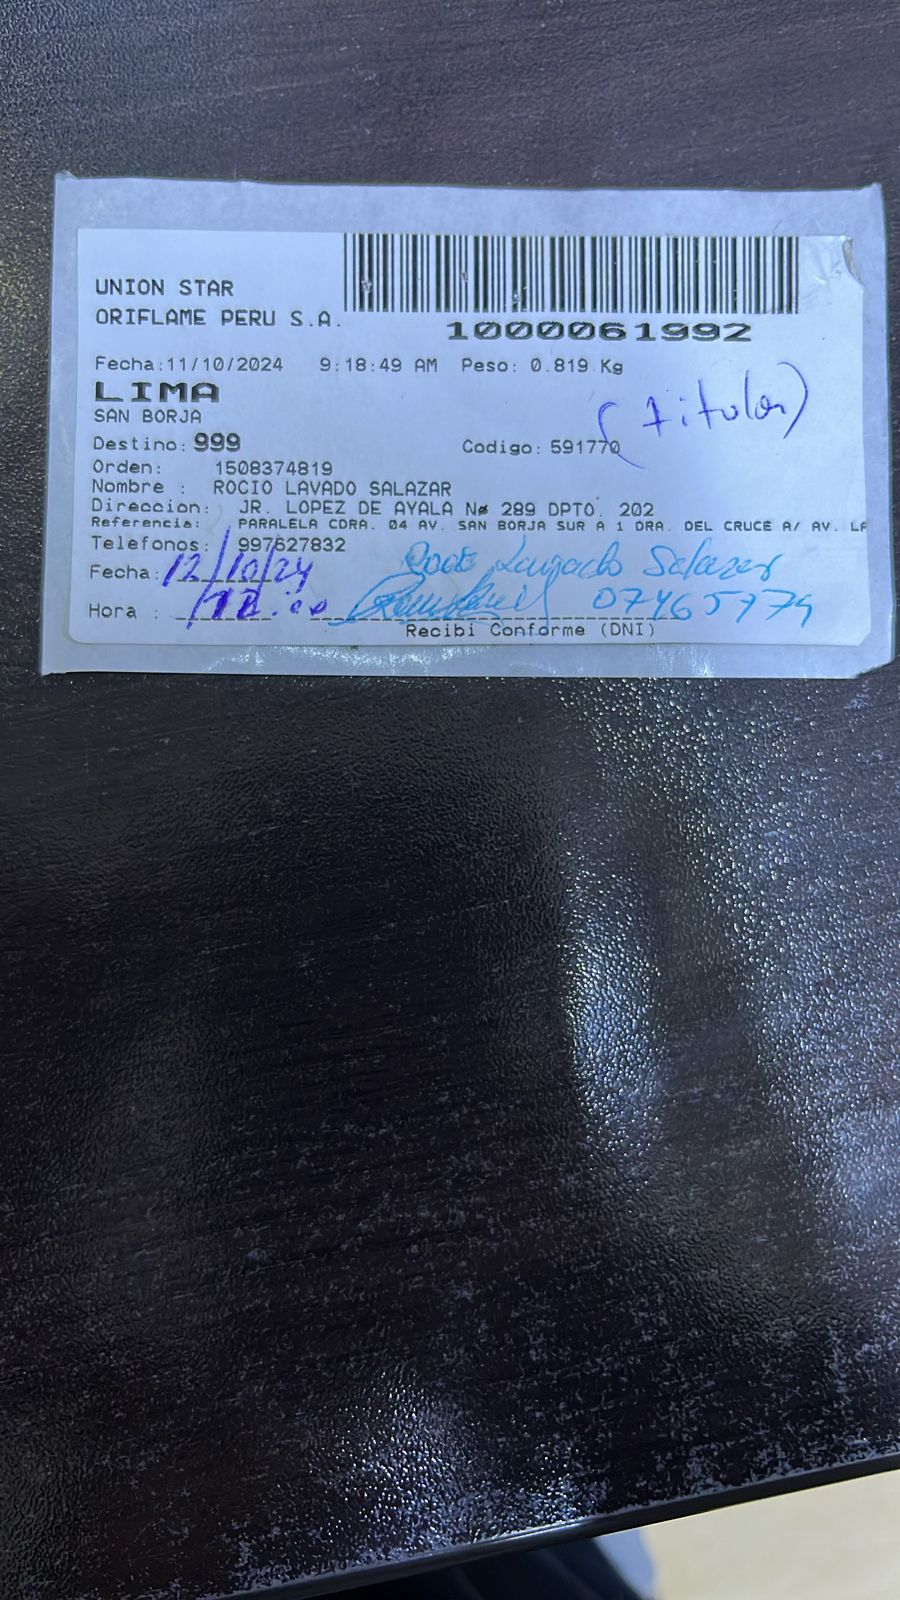 UNION STAR
ORIFLAME PERU S.A.
1000061992
Fecha:11/10/2024 9:18:49 AM Peso: 0.819 Kg
LIMA
(titular)
SAN BORJA
Destino: 999 Codigo: 591770
Orden: 1508374819
Nombre : ROCIO LAVADO SALAZAR
Direccion: JR. LOPEZ DE AYALA Nø 289 DPTO. 202
Referencia: PARALELA CDRA. 04 AV. SAN BORJA SUR A 1 DRA. DEL CRUCE A/ AV. LA
Telefonos: 997627832
Fecha: 12/10/24 Salazar
Hora :
Recibi Conforme (DNI)